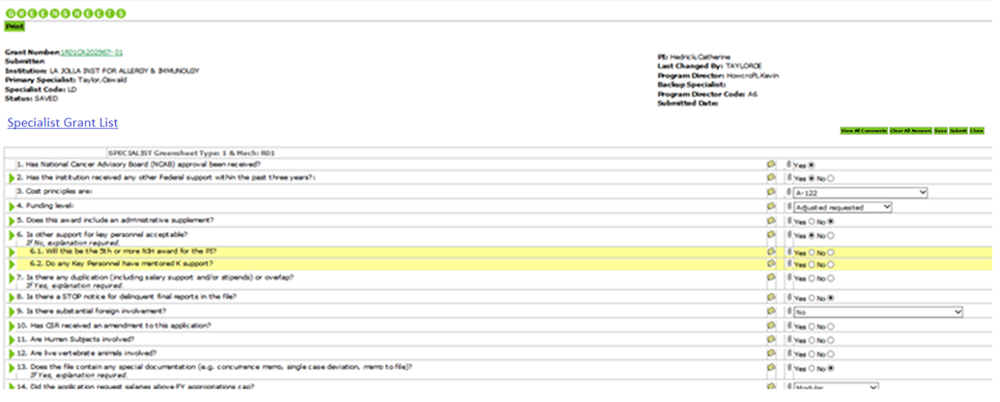 GREENSHEETS
Print
Grant Number: 1R01CA202987-01
Submitter:
Institution: LA JOLLA INST FOR ALLERGY & IMMUNOLGY
Primary Specialist: Taylor, Oswald
Specialist Code: LD
Status: SAVED
PI: Hedrick, Catherine
Last Changed By: TAYLOROE
Program Director: Howcroft, Kevin
Backup Specialist:
Program Director Code: A6
Submitted Date:
Specialist Grant List
View All Comments Clear All Answers Save Submit Close
SPECIALIST Greensheet Type: 1 & Mech: R01
1. Has National Cancer Advisory Board (NCAB) approval been received? Yes
2. Has the institution received any other Federal support within the past three years?: Yes No
3. Cost principles are: A-122
4. Funding level: Adjusted requested
5. Does this award include an administrative supplement? Yes No
6. Is other support for key personnel acceptable? Yes No
If No, explanation required.
6.1. Will this be the 5th or more NIH award for the PI? Yes No
6.2. Do any Key Personnel have mentored K support? Yes No
7. Is there any duplication (including salary support and/or stipends) or overlap? Yes No
If Yes, explanation required.
8. Is there a STOP notice for delinquent final reports in the file? Yes No
9. Is there substantial foreign involvement? No
10. Has CSR received an amendment to this application? Yes No
11. Are Human Subjects involved? Yes No
12. Are live vertebrate animals involved? Yes No
13. Does the file contain any special documentation (e.g. concurrence memo, single case deviation, memo to file)? Yes No
If Yes, explanation required.
14. Did the application request salaries above FY appropriations cap? Modular